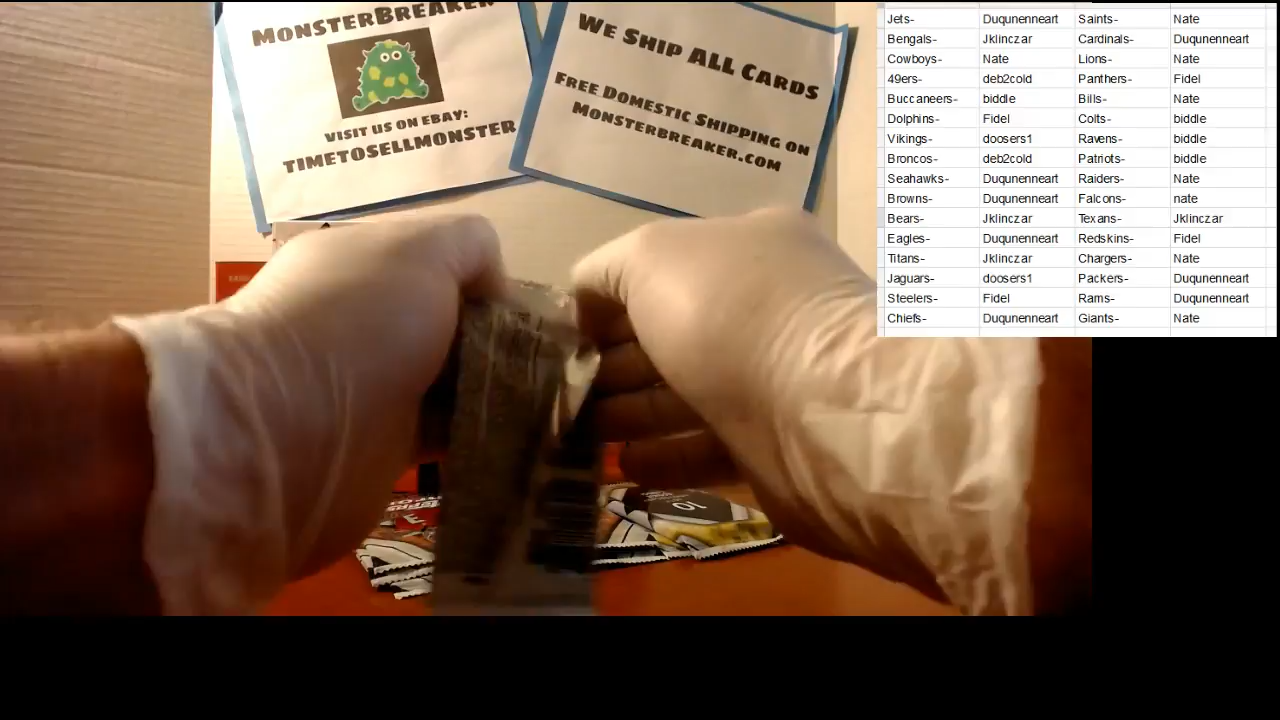 MONSTERBREAKER
VISIT US ON EBAY:
TIMETOSELLMONSTER
WE SHIP ALL CARDS
FREE DOMESTIC SHIPPING ON
MONSTERBREAKER.COM
Jets- Duqunenneart Saints- Nate
Bengals- Jklinczar Cardinals- Duqunenneart
Cowboys- Nate Lions- Nate
49ers- deb2cold Panthers- Fidel
Buccaneers- biddle Bills- Nate
Dolphins- Fidel Colts- biddle
Vikings- doosers1 Ravens- biddle
Broncos- deb2cold Patriots- biddle
Seahawks- Duqunenneart Raiders- Nate
Browns- Duqunenneart Falcons- nate
Bears- Jklinczar Texans- Jklinczar
Eagles- Duqunenneart Redskins- Fidel
Titans- Jklinczar Chargers- Nate
Jaguars- doosers1 Packers- Duqunenneart
Steelers- Fidel Rams- Duqunenneart
Chiefs- Duqunenneart Giants- Nate
10